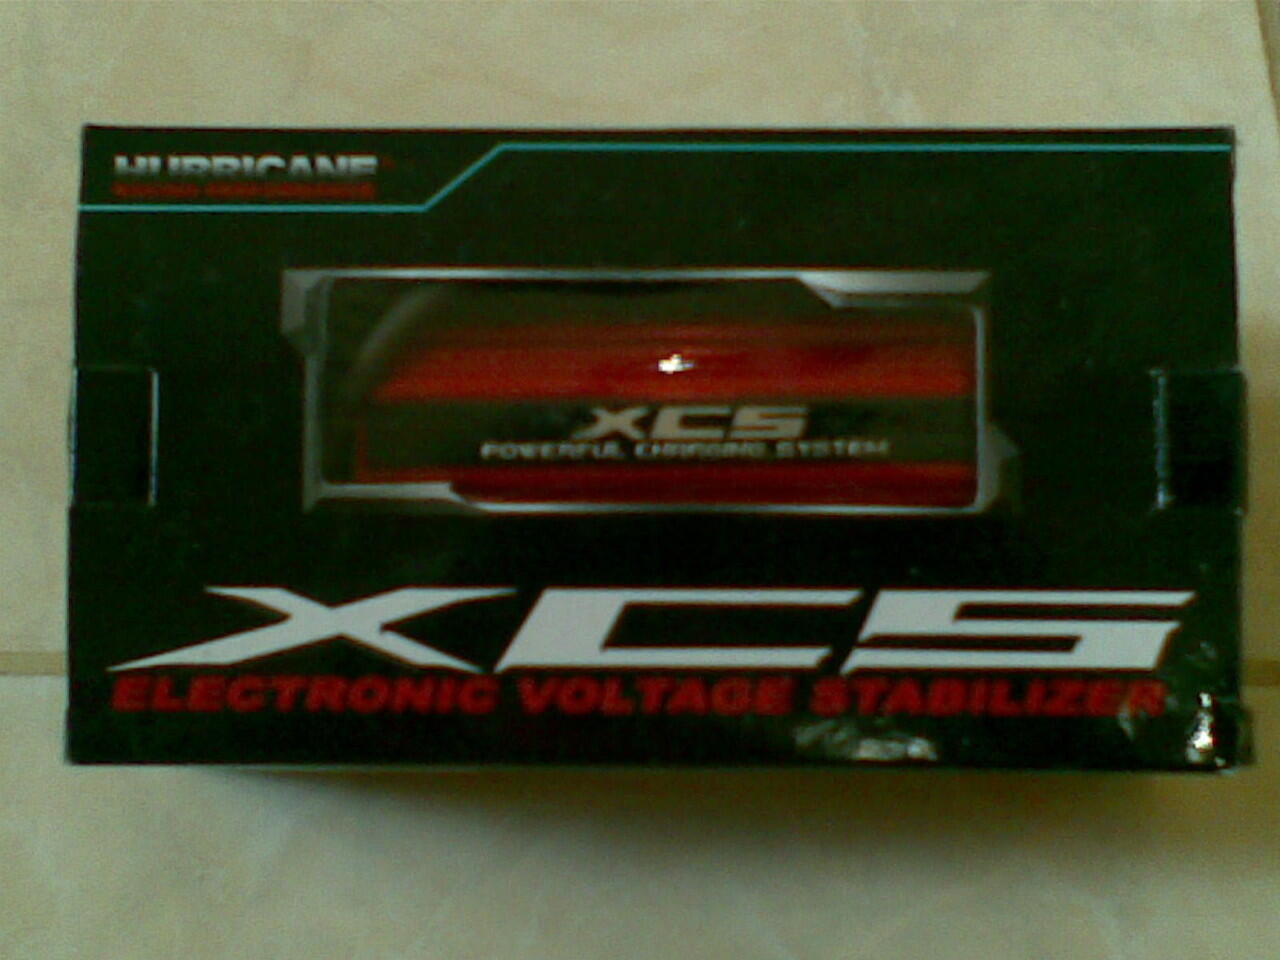 HURRICANE
XCS
POWERFUL CHARGING SYSTEM
XCS
ELECTRONIC VOLTAGE STABILIZER